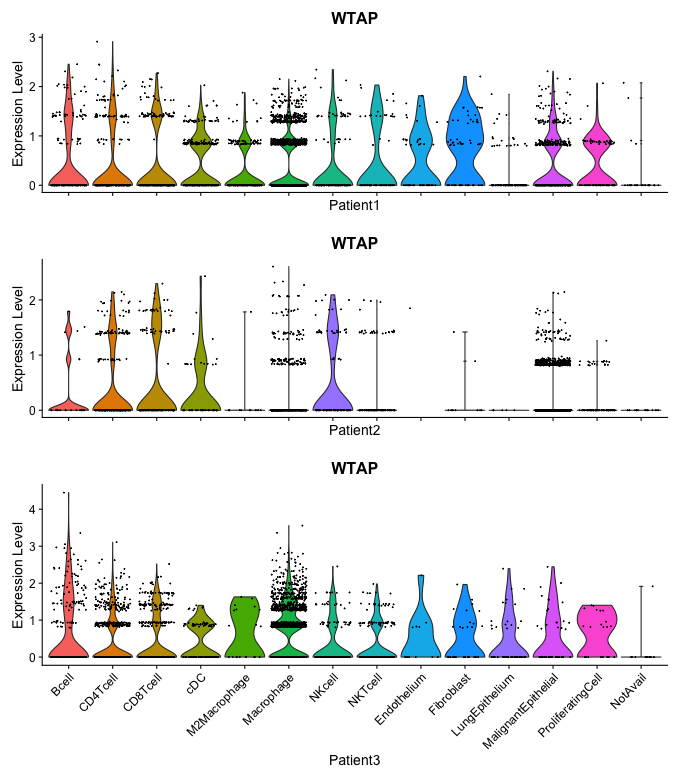 WTAP
Expression Level
3
2
1
0
Patient1
WTAP
Expression Level
2
1
0
Patient2
WTAP
Expression Level
4
3
2
1
0
Bcell
CD4Tcell
CD8Tcell
cDC
M2Macrophage
Macrophage
NKcell
NKTcell
Endothelium
Fibroblast
LungEpithelium
MalignantEpithelial
ProliferatingCell
NotAvail
Patient3